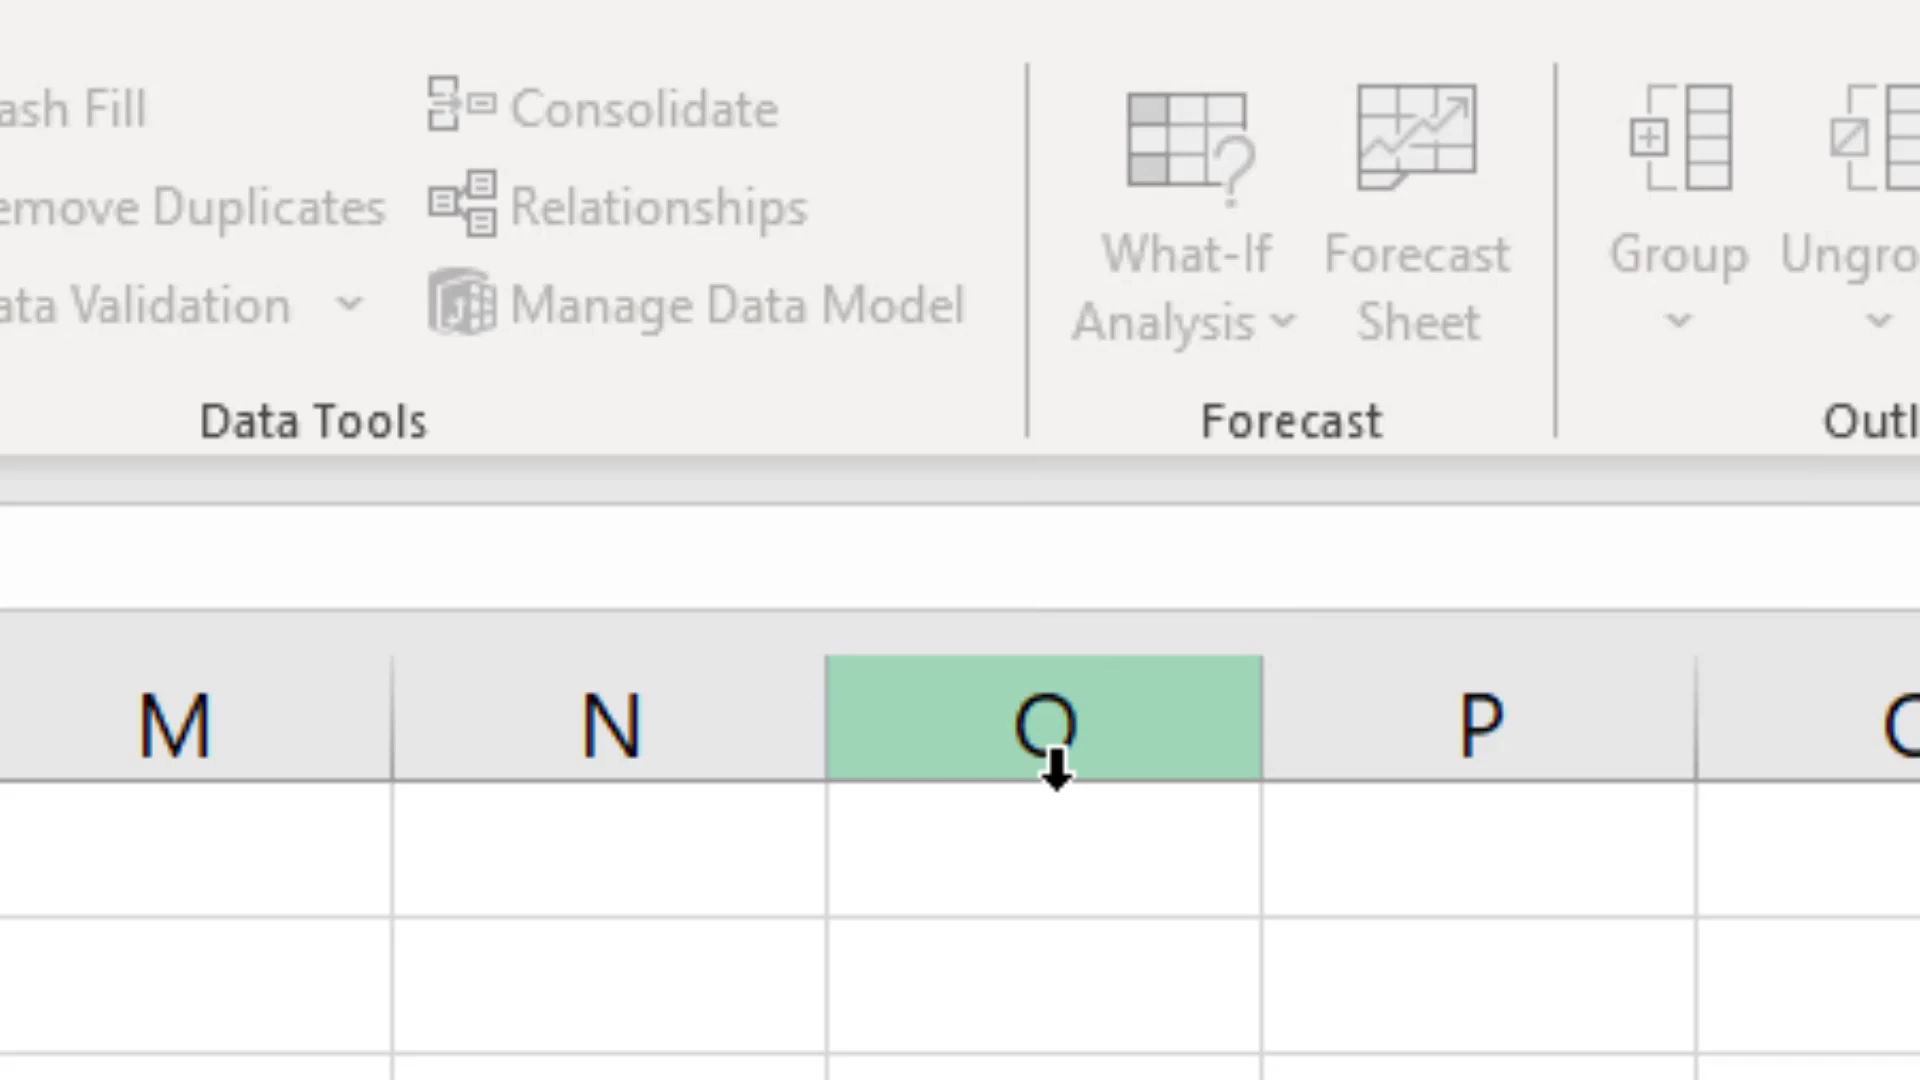 ash Fill
Consolidate
emove Duplicates
Relationships
ata Validation
Manage Data Model
What-If
Analysis
Forecast
Sheet
Group
Ungro
Data Tools
Forecast
Outl
M N O P